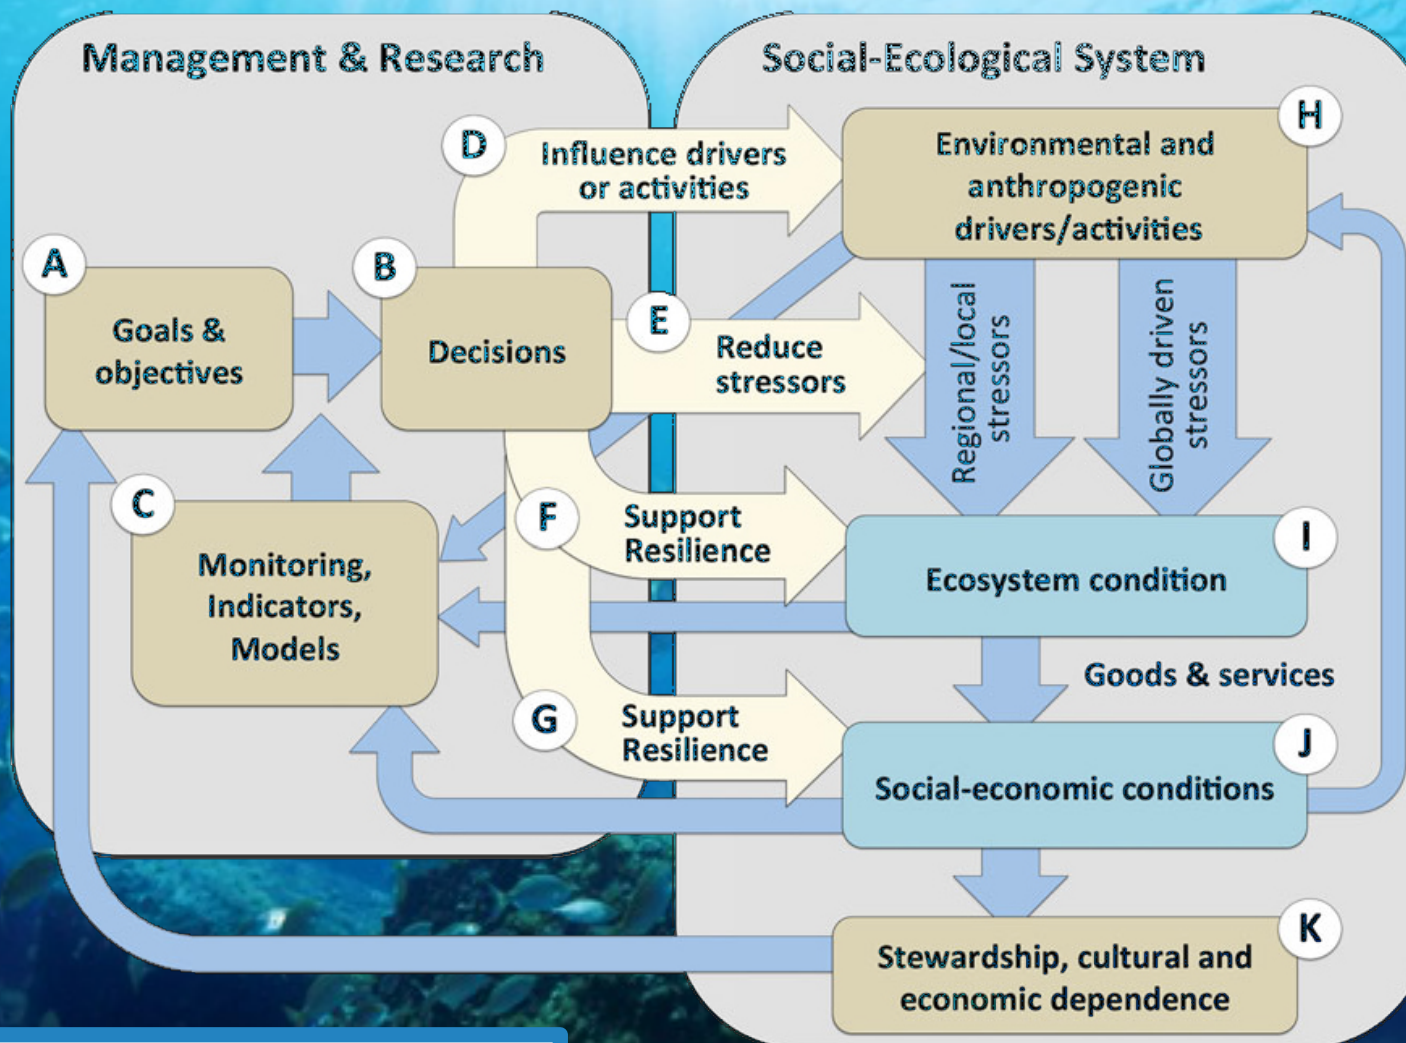 Management & Research
Social-Ecological System
D
Influence drivers
or activities
H
Environmental and
anthropogenic
drivers/activities
A
Goals &
objectives
B
Decisions
E
Reduce
stressors
Regional/local
stressors
Globally driven
stressors
C
Monitoring,
Indicators,
Models
F
Support
Resilience
I
Ecosystem condition
Goods & services
G
Support
Resilience
J
Social-economic conditions
K
Stewardship, cultural and
economic dependence